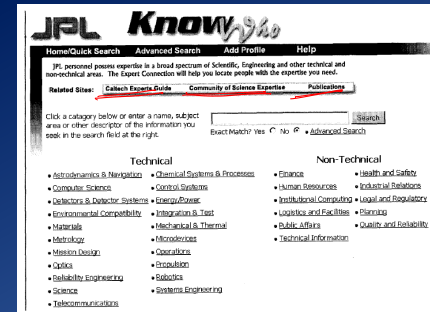 JPL Know Who
Home/Quick Search Advanced Search Add Profile Help
JPL personnel possess expertise in a broad spectrum of Scientific, Engineering and other technical and
non-technical areas. The Expert Connection will help you locate people with the expertise you need.
Related Sites: Caltech Experts Guide Community of Science Expertise Publications
Click a catagory below or enter a name, subject
area or other descriptor of the information you
seek in the search field at the right.
Search
Exact Match? Yes No • Advanced Search
Technical
• Astrodynamics & Navigation • Chemical Systems & Processes
• Computer Science • Control Systems
• Detectors & Detector Systems • Energy/Power
• Environmental Compatibility • Integration & Test
• Materials • Mechanical & Thermal
• Metrology • Microdevices
• Mission Design • Operations
• Optics • Propulsion
• Reliability Engineering • Robotics
• Science • Systems Engineering
• Telecommunications
Non-Technical
• Finance • Health and Safety
• Human Resources • Industrial Relations
• Institutional Computing • Legal and Regulatory
• Logistics and Facilities • Planning
• Public Affairs • Quality and Reliability
• Technical Information